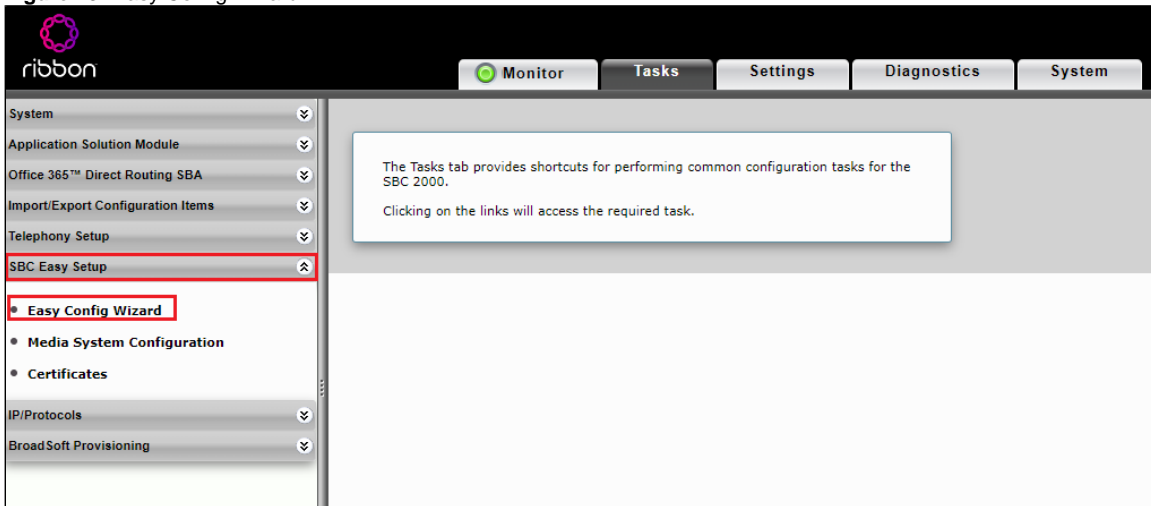 ribbon
Monitor
Tasks
Settings
Diagnostics
System
System
Application Solution Module
Office 365™ Direct Routing SBA
Import/Export Configuration Items
Telephony Setup
SBC Easy Setup
Easy Config Wizard
Media System Configuration
Certificates
IP/Protocols
BroadSoft Provisioning
The Tasks tab provides shortcuts for performing common configuration tasks for the
SBC 2000.
Clicking on the links will access the required task.